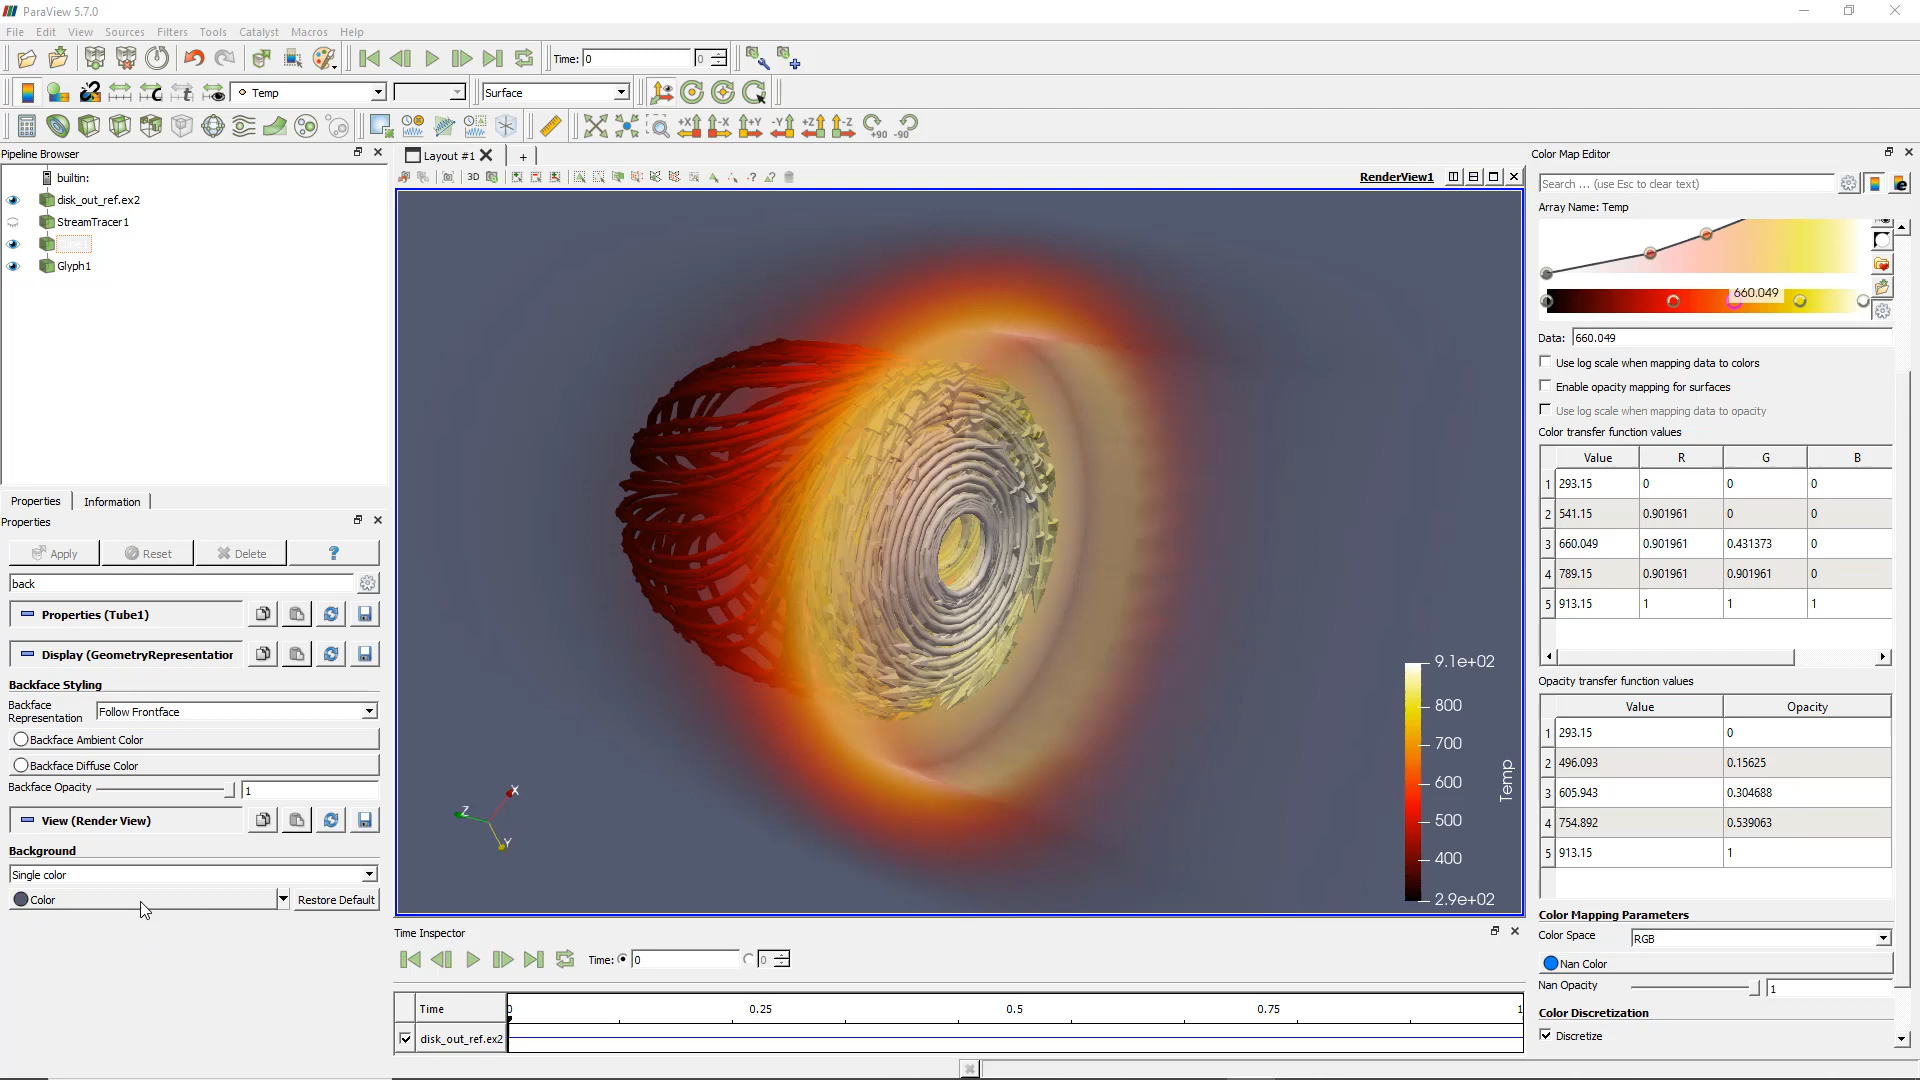 ParaView 5.7.0
File Edit View Sources Filters Tools Catalyst Macros Help
Time: 0 0
Temp Surface
+X -X +Y -Y +Z -Z +90 -90
Pipeline Browser
builtin:
disk_out_ref.ex2
StreamTracer1
Glyph1
Properties Information
Properties
Apply Reset Delete ?
back
Properties (Tube1)
Display (GeometryRepresentation
Backface Styling
Backface Representation Follow Frontface
Backface Ambient Color
Backface Diffuse Color
Backface Opacity 1
View (Render View)
Background
Single color
Color Restore Default
Layout #1 +
3D RenderView1
9.1e+02
800
700
600
500
400
2.9e+02
Temp
X
Z
Y
Time Inspector
Time: 0 0
Time 0 0.25 0.5 0.75 1
disk_out_ref.ex2
Color Map Editor
Search ... (use Esc to clear text)
Array Name: Temp
660.049
Data: 660.049
Use log scale when mapping data to colors
Enable opacity mapping for surfaces
Use log scale when mapping data to opacity
Color transfer function values
Value R G B
1 293.15 0 0 0
2 541.15 0.901961 0 0
3 660.049 0.901961 0.431373 0
4 789.15 0.901961 0.901961 0
5 913.15 1 1 1
Opacity transfer function values
Value Opacity
1 293.15 0
2 496.093 0.15625
3 605.943 0.304688
4 754.892 0.539063
5 913.15 1
Color Mapping Parameters
Color Space RGB
Nan Color
Nan Opacity 1
Color Discretization
Discretize